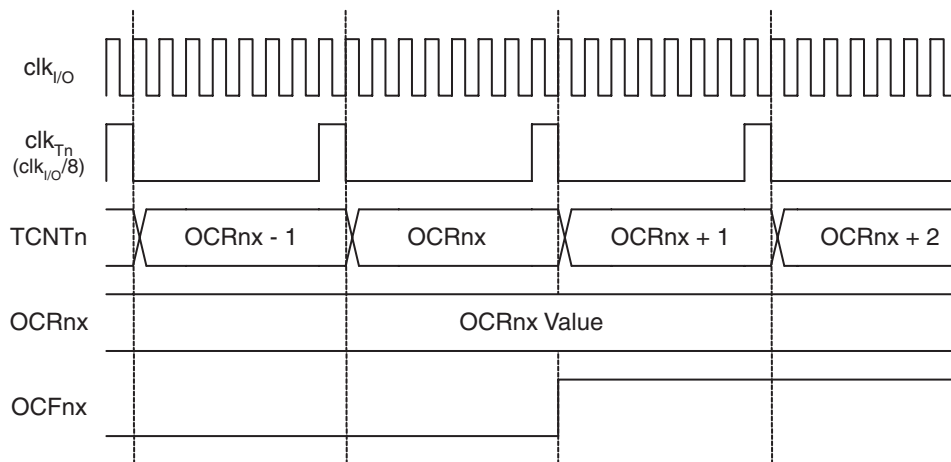 clkI/O
clkTn
(clkI/O/8)
TCNTn OCRnx - 1 OCRnx OCRnx + 1 OCRnx + 2
OCRnx OCRnx Value
OCFnx